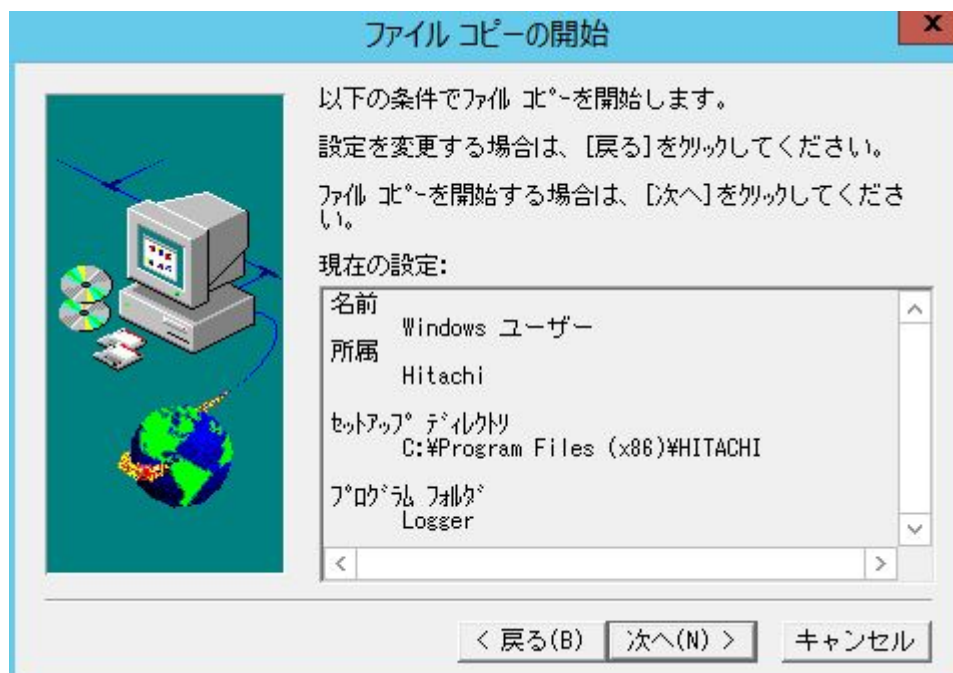 ファイル コピーの開始
x
以下の条件でﾌｧｲﾙ ｺﾋﾟｰを開始します。
設定を変更する場合は、[戻る]をｸﾘｯｸしてください。
ﾌｧｲﾙ ｺﾋﾟｰを開始する場合は、[次へ]をｸﾘｯｸしてくださ
い。
現在の設定:
名前
Windows ユーザー
所属
Hitachi
ｾｯﾄｱｯﾌﾟ ﾃﾞｨﾚｸﾄﾘ
C:¥Program Files (x86)¥HITACHI
ﾌﾟﾛｸﾞﾗﾑ ﾌｫﾙﾀﾞ
Logger
< 戻る(B) 次へ(N) > キャンセル